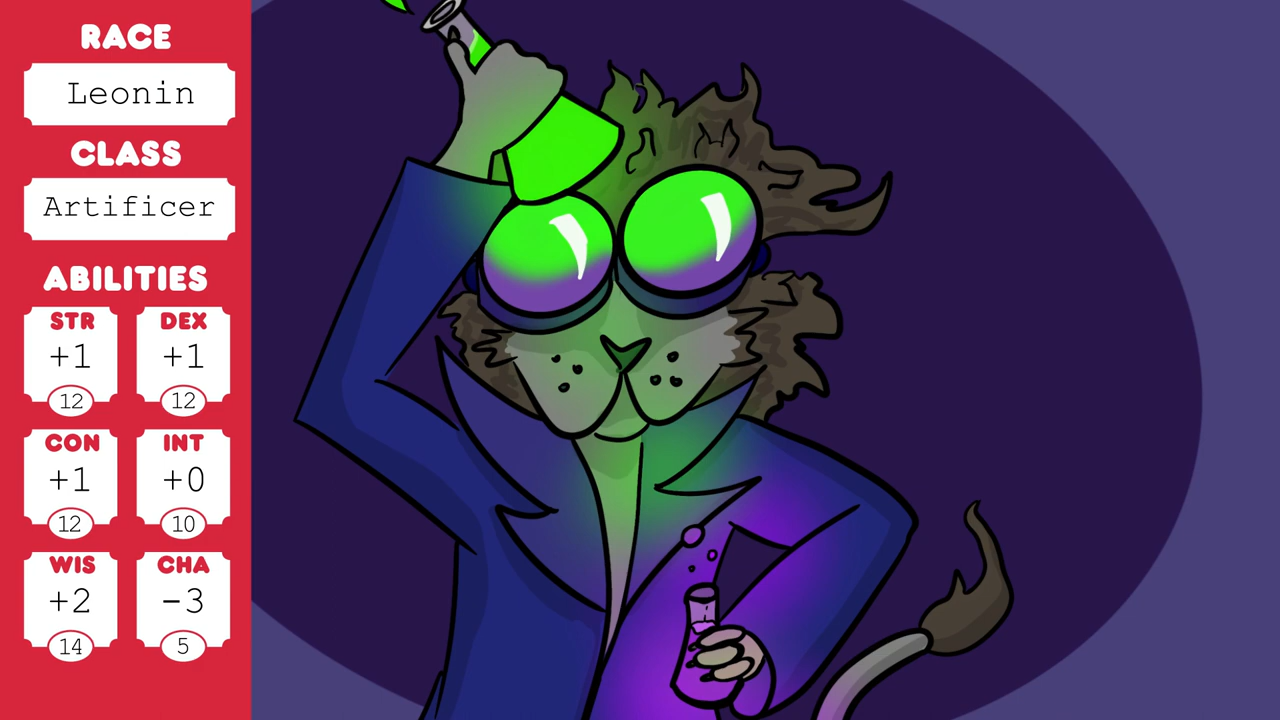 RACE
Leonin
CLASS
Artificer
ABILITIES
STR DEX
+1 +1
12 12
CON INT
+1 +0
12 10
WIS CHA
+2 -3
14 5